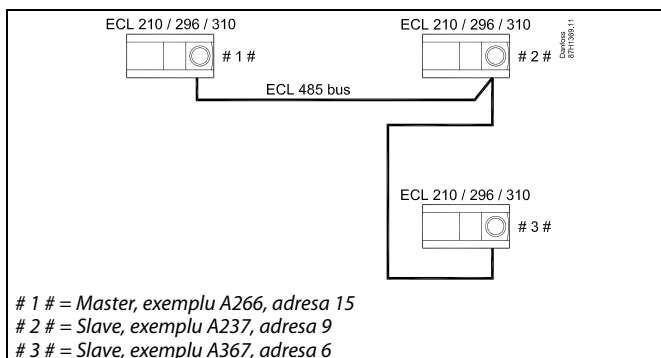 ECL 210 / 296 / 310
# 1 #
ECL 210 / 296 / 310
# 2 #
Danfoss
87H1369.11
ECL 485 bus
ECL 210 / 296 / 310
# 3 #
# 1 # = Master, exemplu A266, adresa 15
# 2 # = Slave, exemplu A237, adresa 9
# 3 # = Slave, exemplu A367, adresa 6